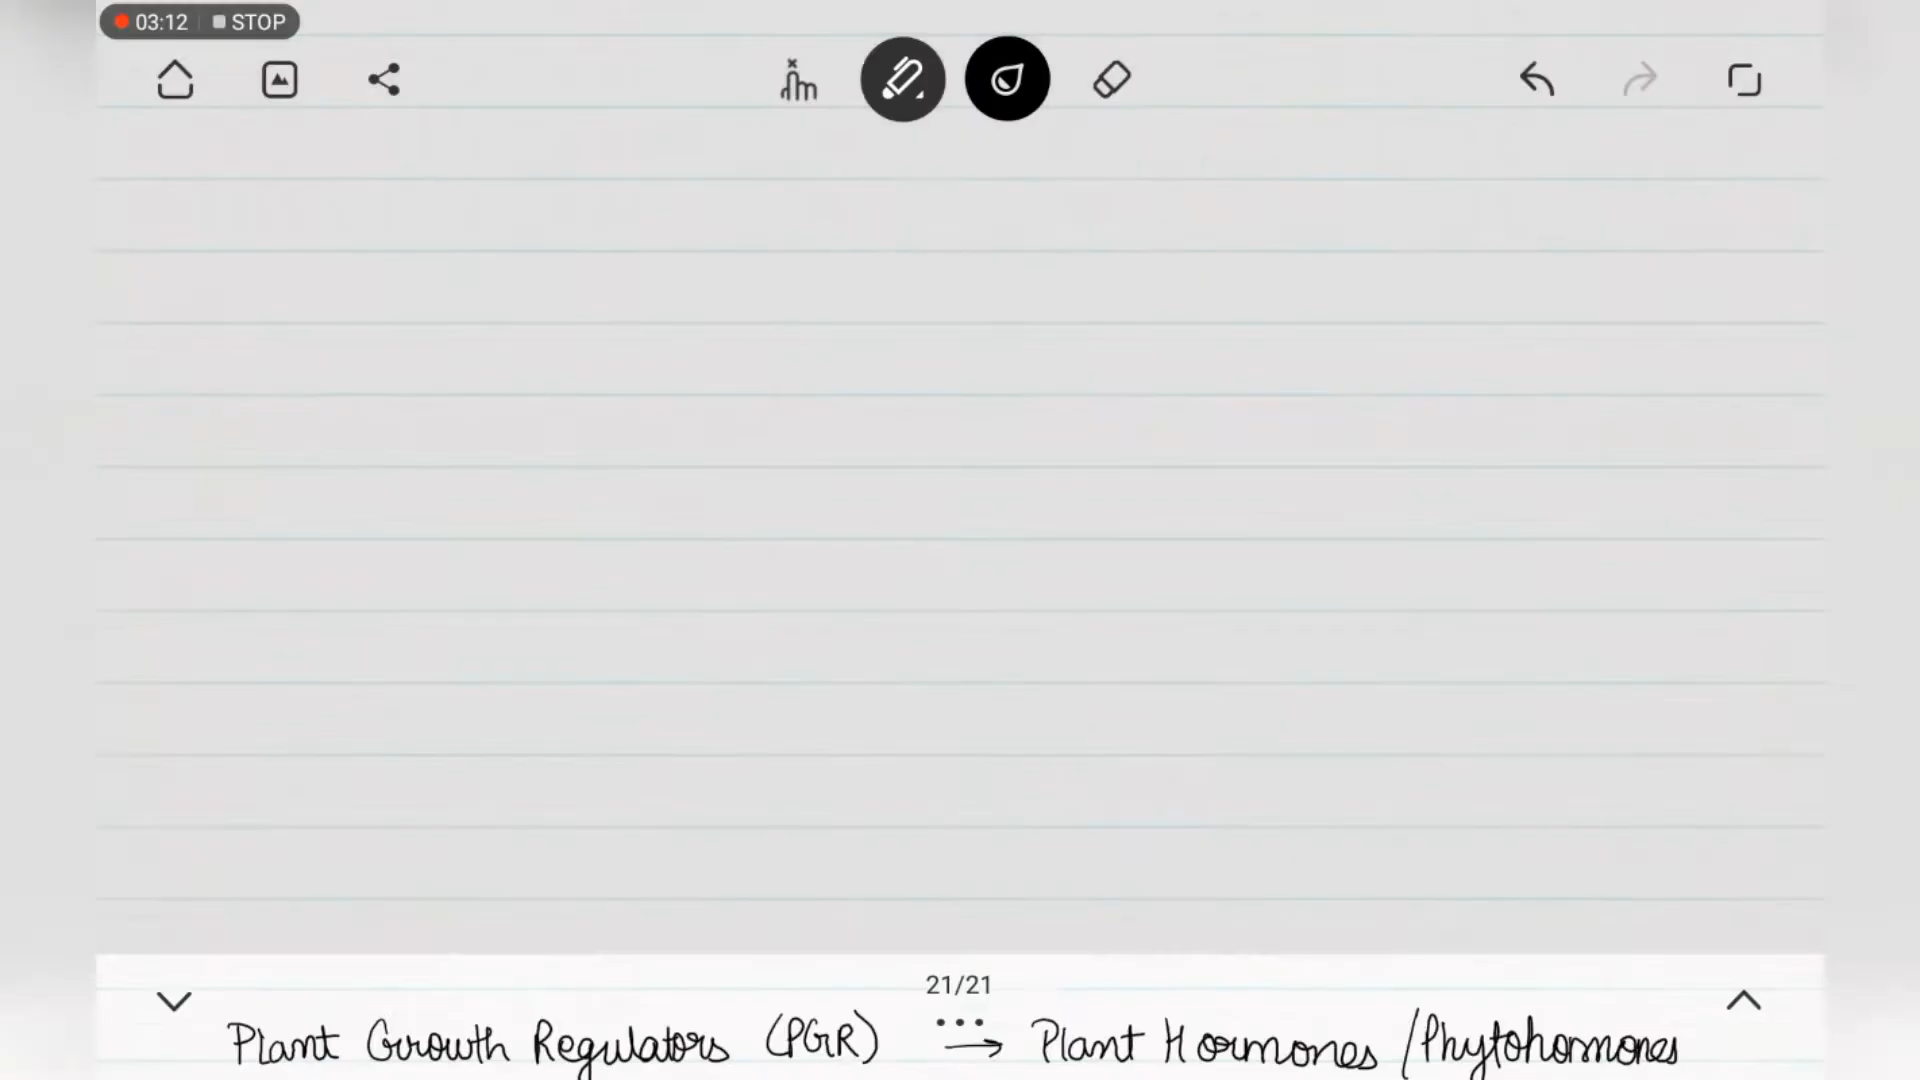 03:12 STOP
21/21
Plant Growth Regulators (PGR) → Plant Hormones /Phytohormones